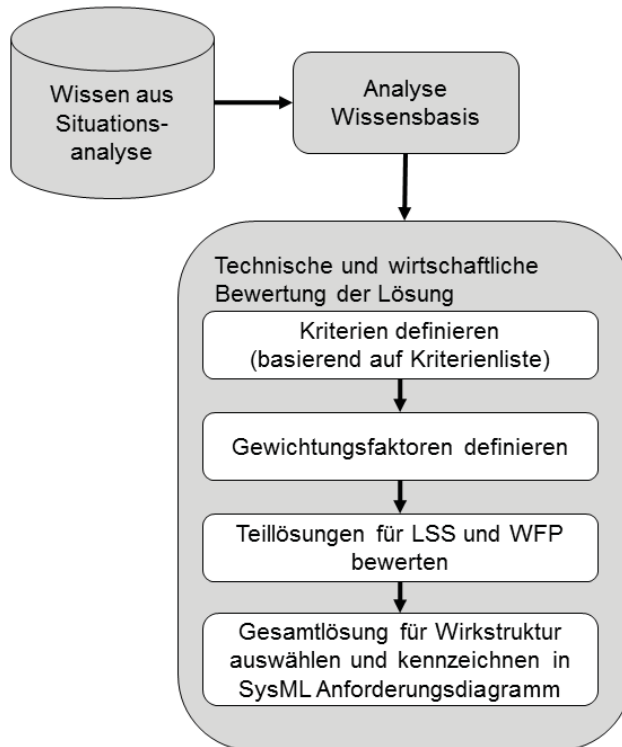 Wissen aus
Situations-
analyse
Analyse
Wissensbasis
Technische und wirtschaftliche
Bewertung der Lösung
Kriterien definieren
(basierend auf Kriterienliste)
Gewichtungsfaktoren definieren
Teillösungen für LSS und WFP
bewerten
Gesamtlösung für Wirkstruktur
auswählen und kennzeichnen in
SysML Anforderungsdiagramm